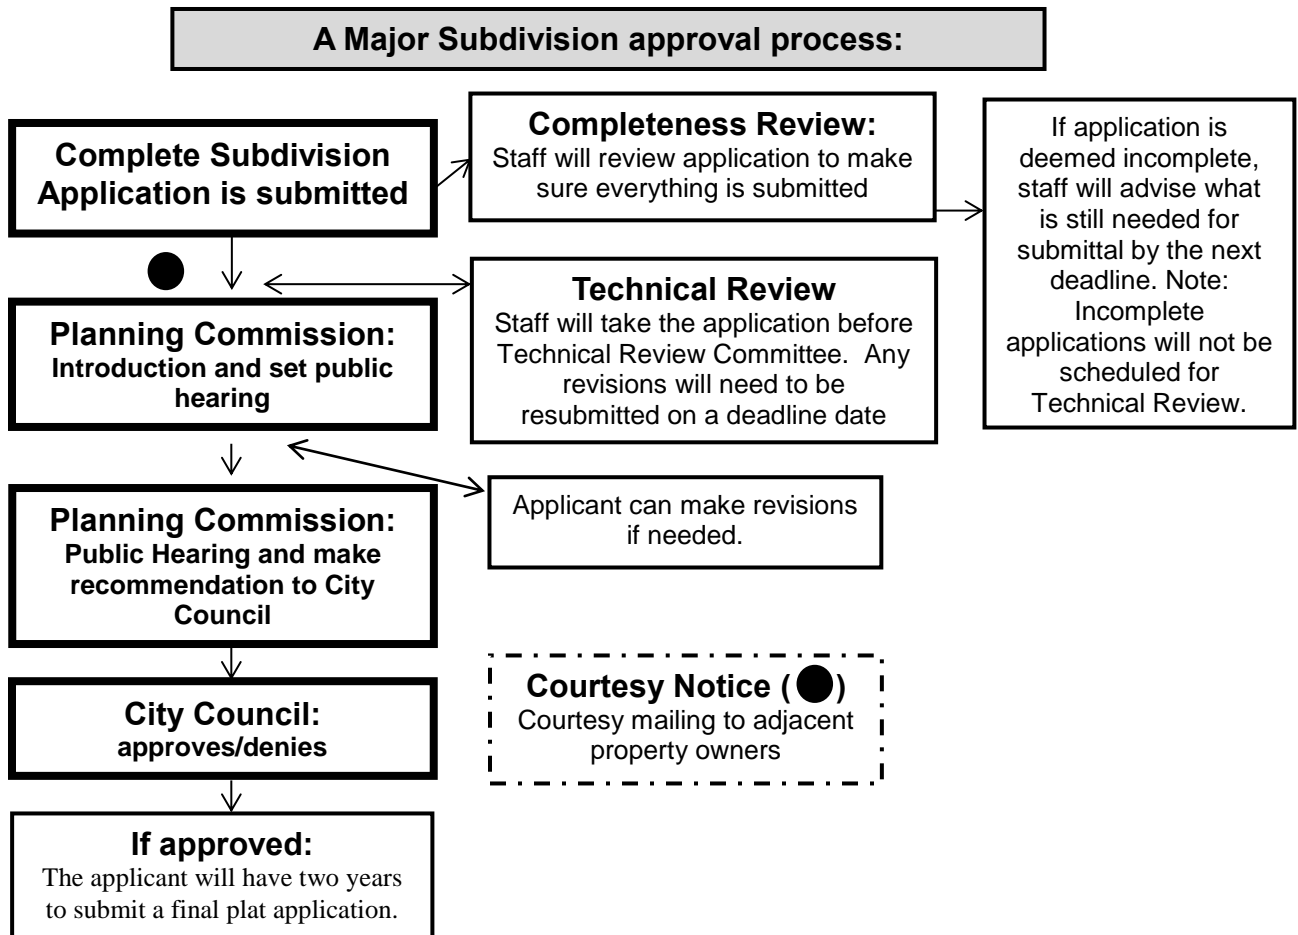 A Major Subdivision approval process:
Complete Subdivision
Application is submitted
Completeness Review:
Staff will review application to make
sure everything is submitted
If application is
deemed incomplete,
staff will advise what
is still needed for
submittal by the next
deadline. Note:
Incomplete
applications will not be
scheduled for
Technical Review.
Planning Commission:
Introduction and set public
hearing
Technical Review
Staff will take the application before
Technical Review Committee.  Any
revisions will need to be
resubmitted on a deadline date
Applicant can make revisions
if needed.
Planning Commission:
Public Hearing and make
recommendation to City
Council
City Council:
approves/denies
Courtesy Notice (●)
Courtesy mailing to adjacent
property owners
If approved:
The applicant will have two years
to submit a final plat application.